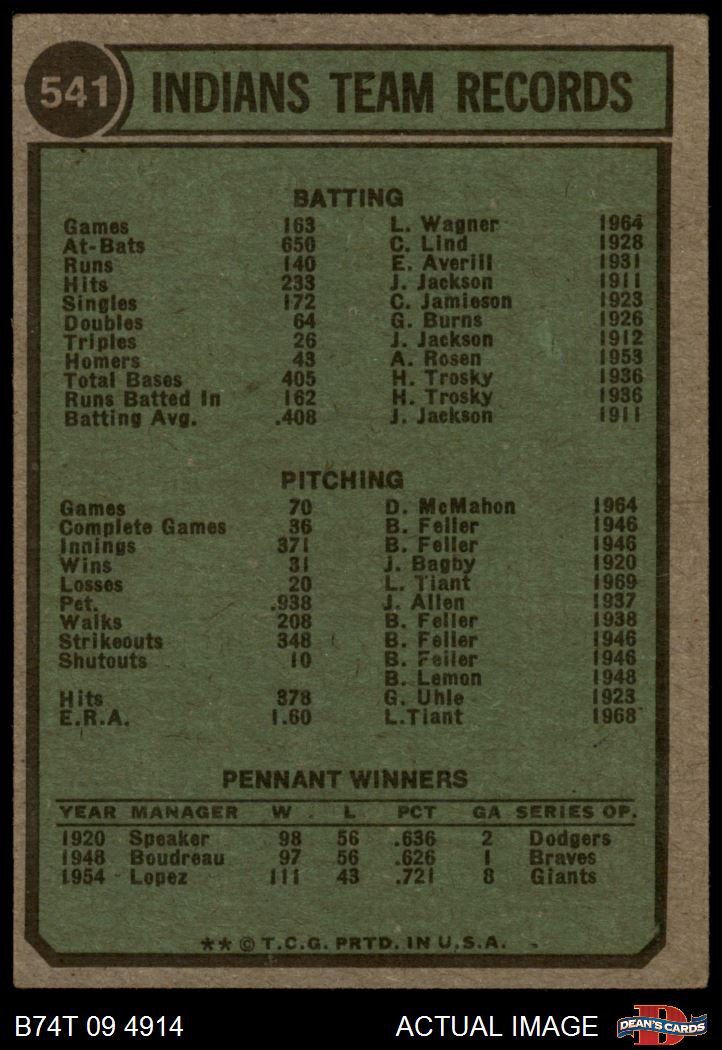 541 INDIANS TEAM RECORDS
BATTING
Games 163 L. Wagner 1964
At-Bats 650 C. Lind 1928
Runs 140 E. Averill 1931
Hits 233 J. Jackson 1911
Singles 172 C. Jamieson 1923
Doubles 64 G. Burns 1926
Triples 26 J. Jackson 1912
Homers 43 A. Rosen 1953
Total Bases 405 H. Trosky 1936
Runs Batted In 162 H. Trosky 1936
Batting Avg. .408 J. Jackson 1911
PITCHING
Games 70 D. McMahon 1964
Complete Games 36 B. Feller 1946
Innings 371 B. Feller 1946
Wins 31 J. Bagby 1920
Losses 20 L. Tiant 1969
Pct. .938 J. Allen 1937
Walks 208 B. Feller 1938
Strikeouts 348 B. Feller 1946
Shutouts 10 B. Feller 1946
B. Lemon 1948
Hits 378 G. Uhle 1923
E.R.A. 1.60 L.Tiant 1968
PENNANT WINNERS
YEAR MANAGER W. L PCT GA SERIES OP.
1920 Speaker 98 56 .636 2 Dodgers
1948 Boudreau 97 56 .626 1 Braves
1954 Lopez 111 43 .721 8 Giants
** © T.C.G. PRTD. IN U.S.A.
B74T 09 4914 ACTUAL IMAGE D DEAN'S CARDS